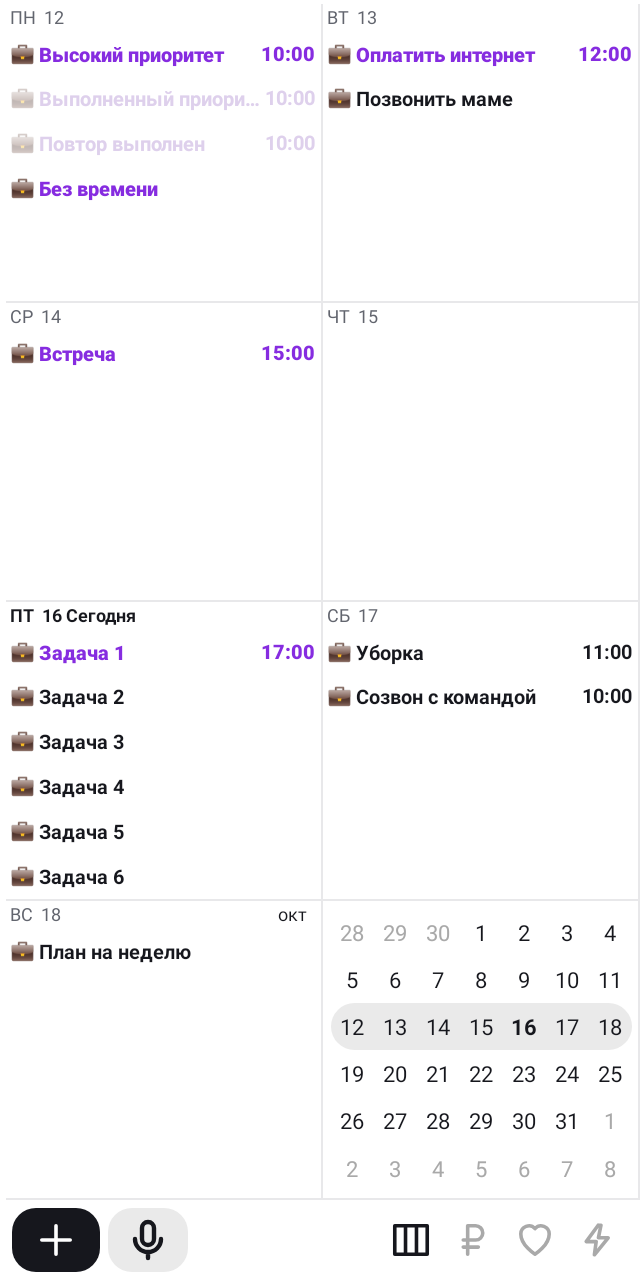 ПН 12
Высокий приоритет 10:00
Выполненный приори... 10:00
Повтор выполнен 10:00
Без времени
ВТ 13
Оплатить интернет 12:00
Позвонить маме
СР 14
Встреча 15:00
ЧТ 15
ПТ 16 Сегодня
Задача 1 17:00
Задача 2
Задача 3
Задача 4
Задача 5
Задача 6
СБ 17
Уборка 11:00
Созвон с командой 10:00
ВС 18 окт
План на неделю
28 29 30 1 2 3 4
5 6 7 8 9 10 11
12 13 14 15 16 17 18
19 20 21 22 23 24 25
26 27 28 29 30 31 1
2 3 4 5 6 7 8